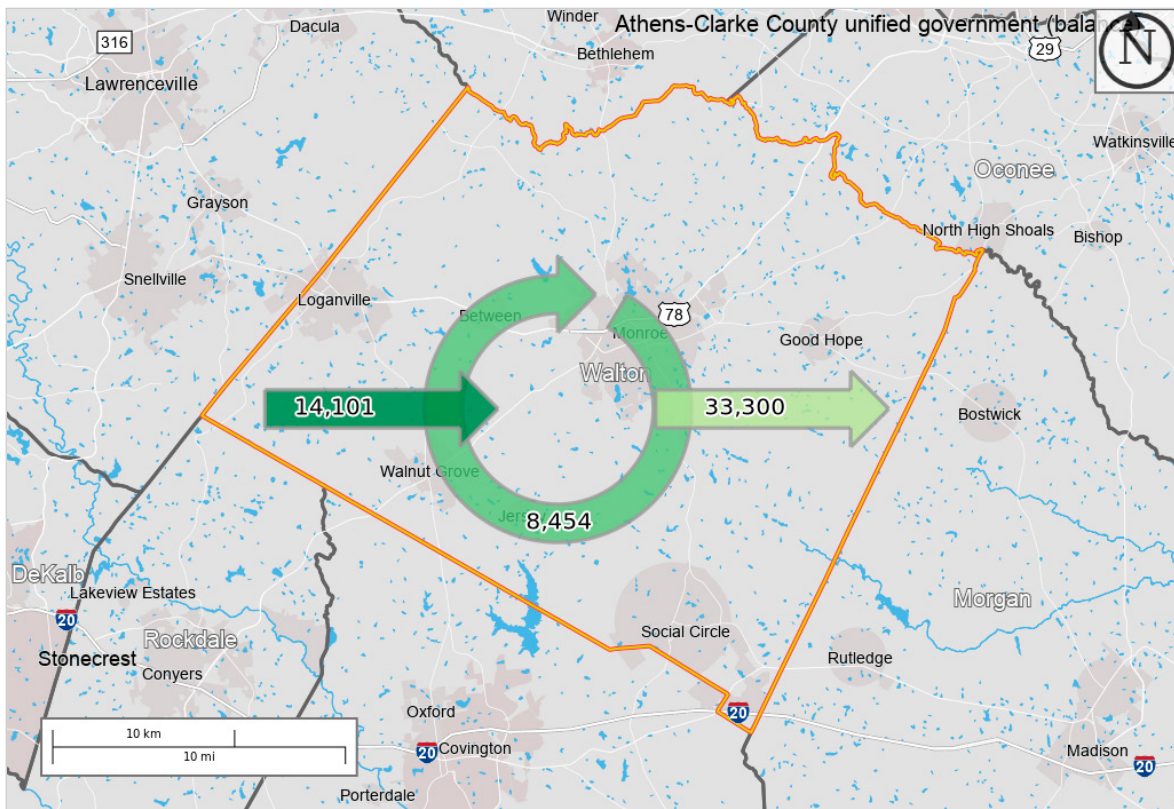 Dacula
Winder
Athens-Clarke County unified government (balance)
N
316
29
Bethlehem
Lawrenceville
Watkinsville
Oconee
Grayson
North High Shoals
Bishop
Snellville
Loganville
Between
78
Monroe
Good Hope
Walton
14,101
33,300
Bostwick
Walnut Grove
8,454
DeKalb
Lakeview Estates
Morgan
20
Rockdale
Social Circle
Stonecrest
Rutledge
Conyers
Oxford
20
10 km
10 mi
20
Covington
Madison
20
Porterdale